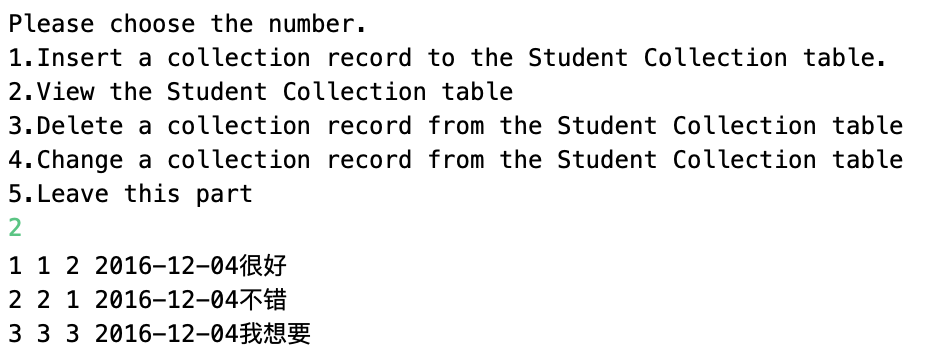 Please choose the number.
1.Insert a collection record to the Student Collection table.
2.View the Student Collection table
3.Delete a collection record from the Student Collection table
4.Change a collection record from the Student Collection table
5.Leave this part
2
1 1 2 2016-12-04很好
2 2 1 2016-12-04不错
3 3 3 2016-12-04我想要